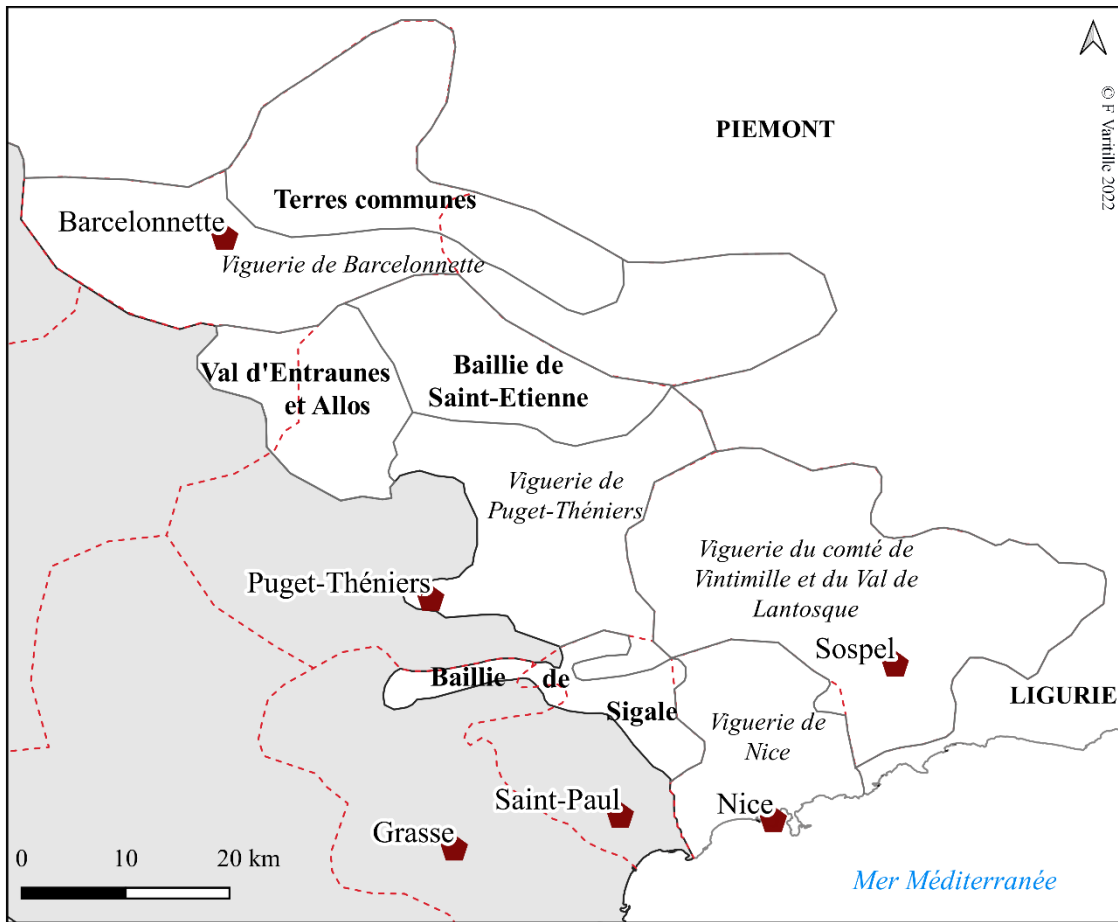 © F Varitille 2022
PIEMONT
Terres communes
Barcelonnette
Viguerie de Barcelonnette
Val d'Entraunes
et Allos
Baillie de
Saint-Etienne
Viguerie de
Puget-Théniers
Viguerie du comté de
Vintimille et du Val de
Lantosque
Puget-Théniers
Sospel
Baillie de
Sigale
LIGURIE
Viguerie de
Nice
Saint-Paul
Nice
Grasse
0 10 20 km
Mer Méditerranée